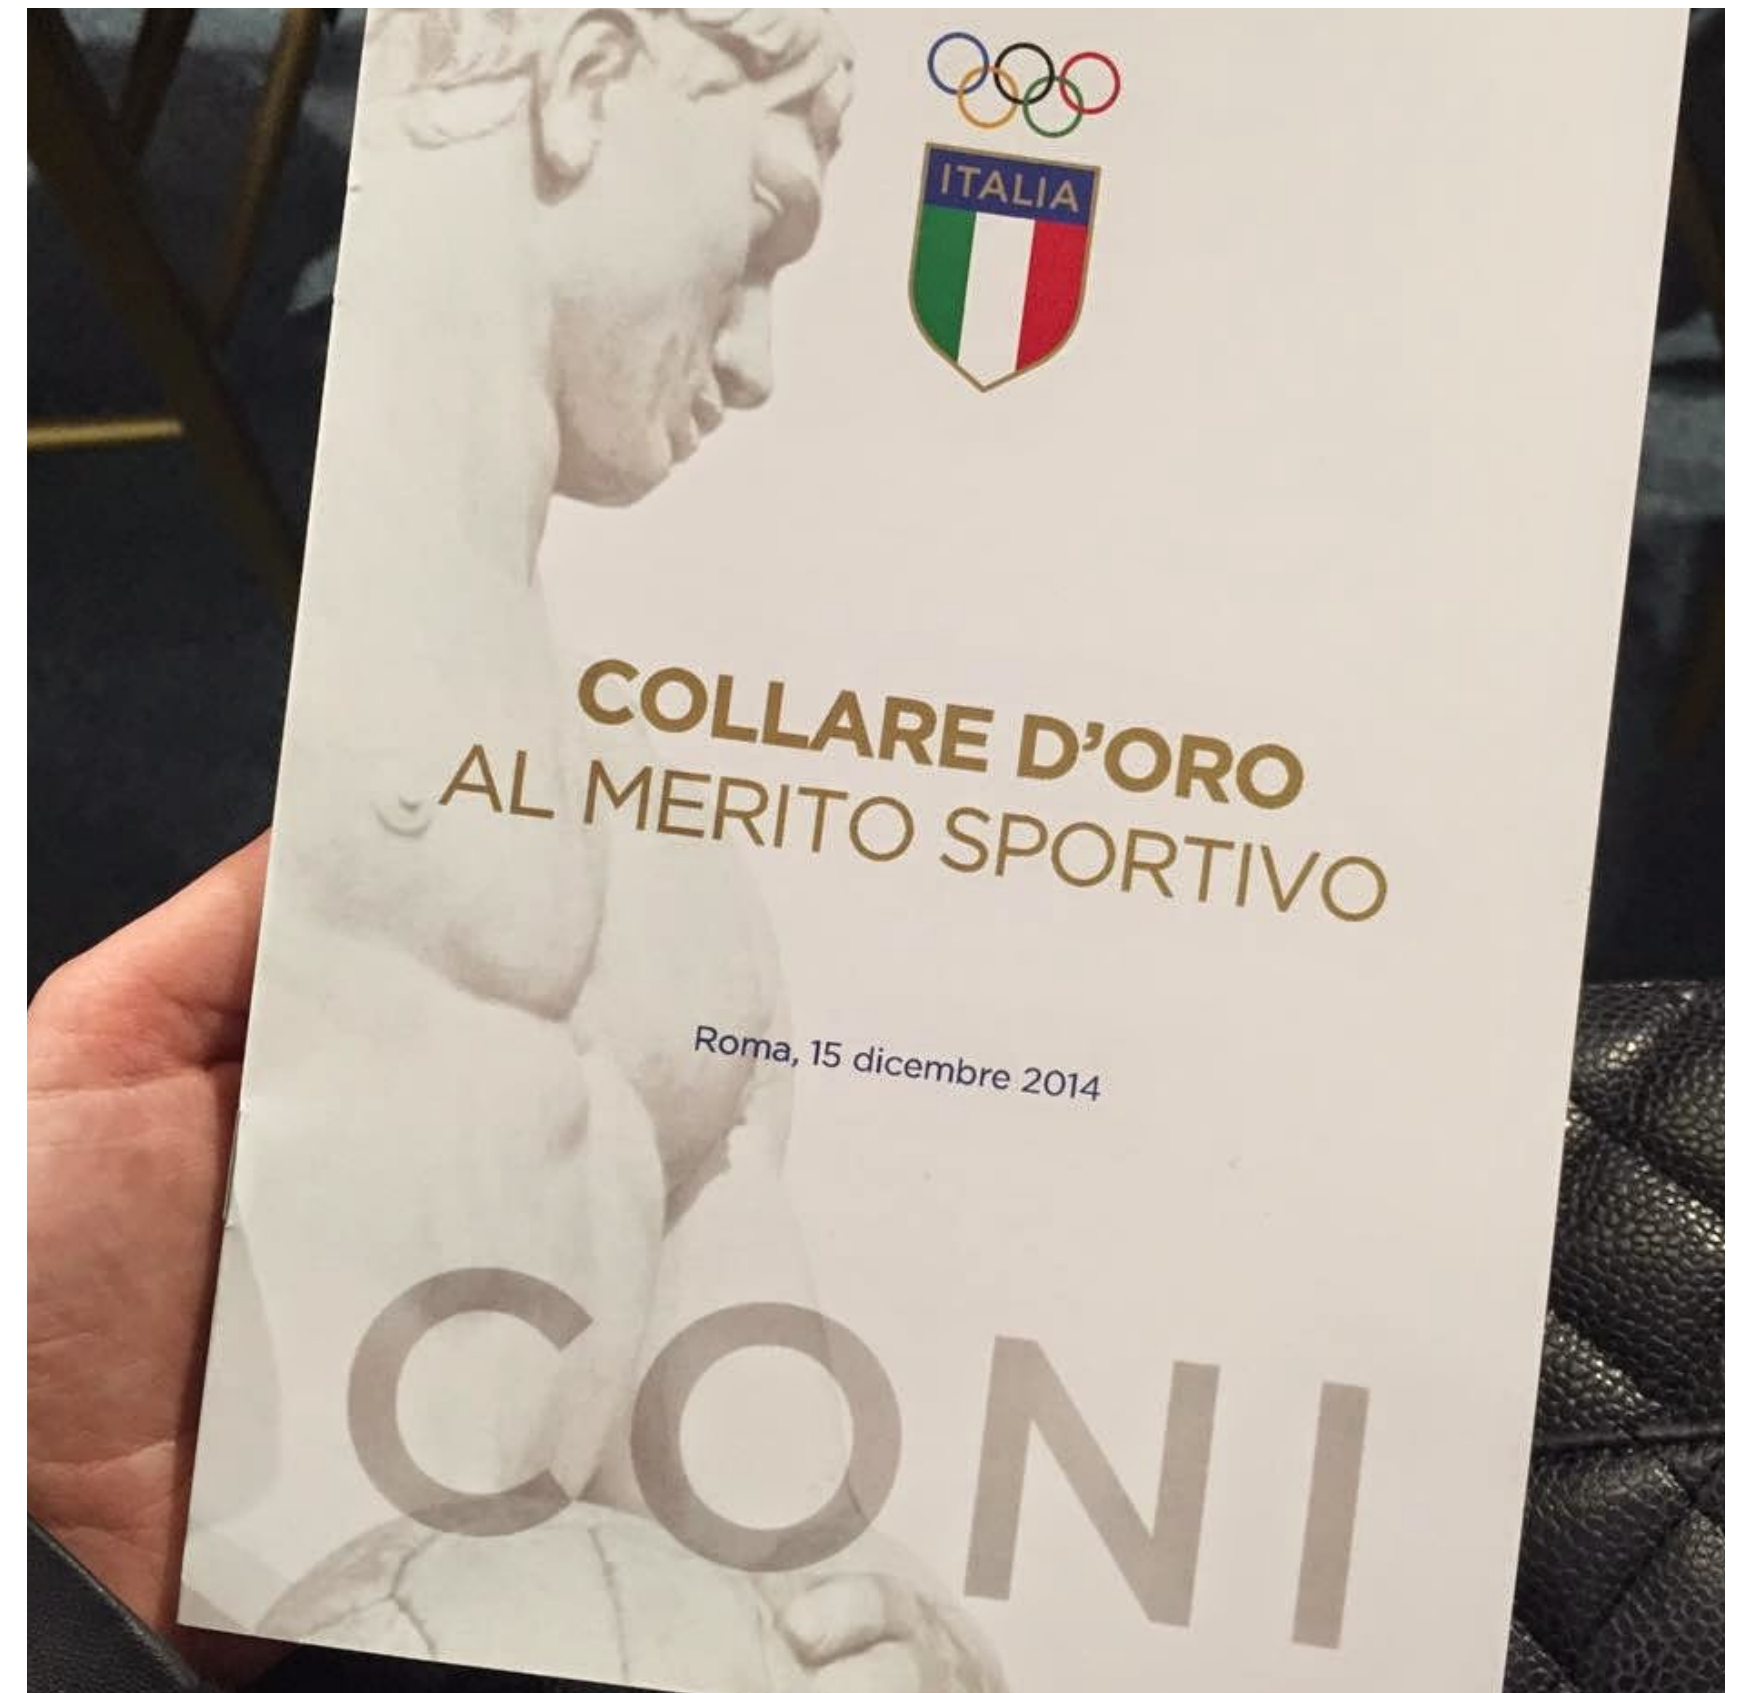 ITALIA
COLLARE D'ORO
AL MERITO SPORTIVO
Roma, 15 dicembre 2014
CONI